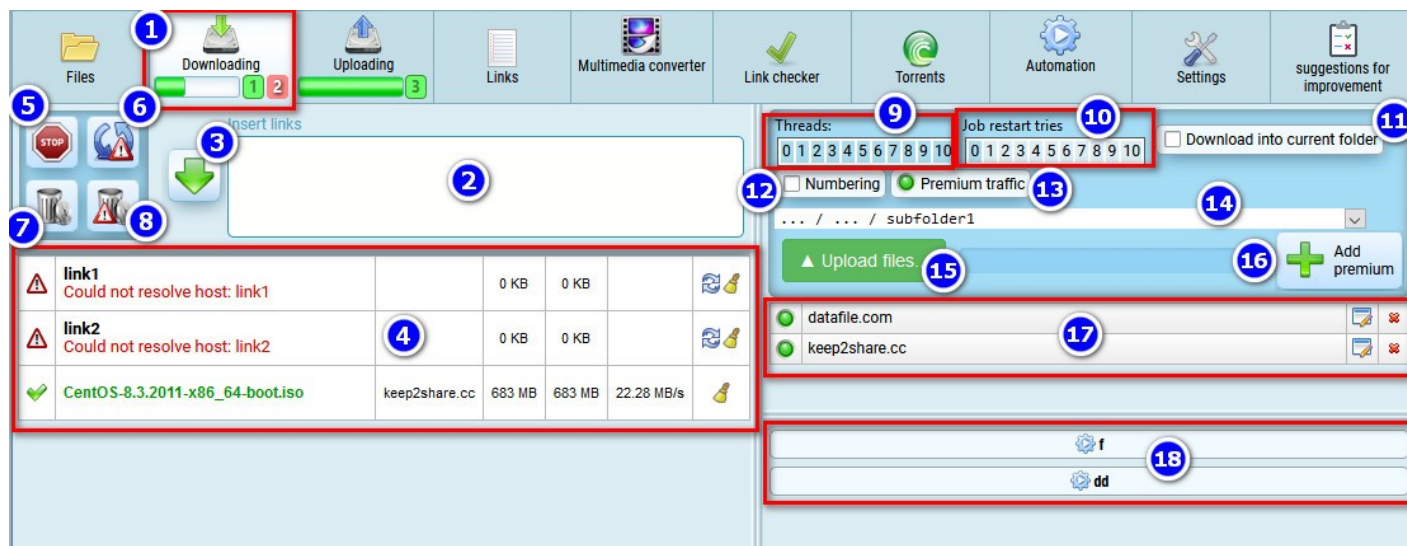 Files
1
Downloading
1 2
Uploading
3
Links
Multimedia converter
Link checker
Torrents
Automation
Settings
suggestions for
improvement
5
6
STOP
7
8
3
Insert links
2
Threads:
9
0 1 2 3 4 5 6 7 8 9 10
Job restart tries
10
0 1 2 3 4 5 6 7 8 9 10
Download into current folder
11
12
Numbering
Premium traffic
13
... / ... / subfolder1
14
▲ Upload files.
15
16
Add
premium
link1
Could not resolve host: link1
0 KB
0 KB
link2
Could not resolve host: link2
4
0 KB
0 KB
CentOS-8.3.2011-x86_64-boot.iso
keep2share.cc
683 MB
683 MB
22.28 MB/s
datafile.com
keep2share.cc
17
f
dd
18